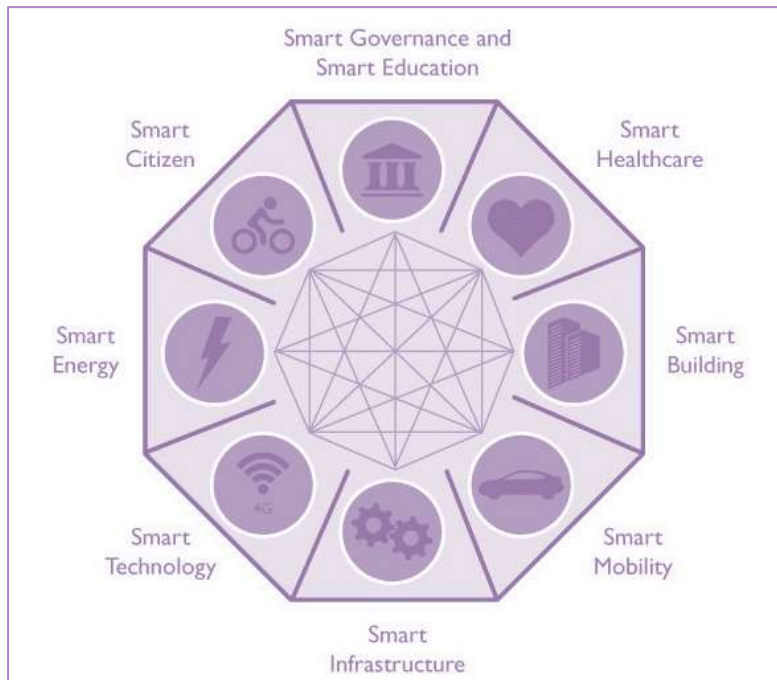 Smart Governance and
Smart Education
Smart
Citizen
Smart
Healthcare
Smart
Energy
Smart
Building
4G
Smart
Technology
Smart
Mobility
Smart
Infrastructure